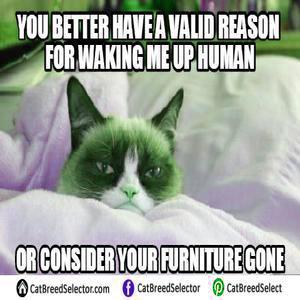 YOU BETTER HAVE A VALID REASON
FOR WAKING ME UP HUMAN
OR CONSIDER YOUR FURNITURE GONE
CatBreedSelector.com CatBreedSelector CatBreedSelect